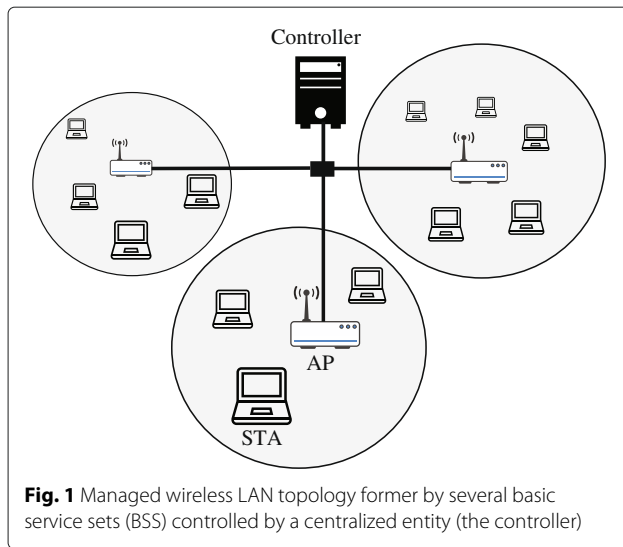 Controller
AP
STA
Fig. 1 Managed wireless LAN topology former by several basic
service sets (BSS) controlled by a centralized entity (the controller)